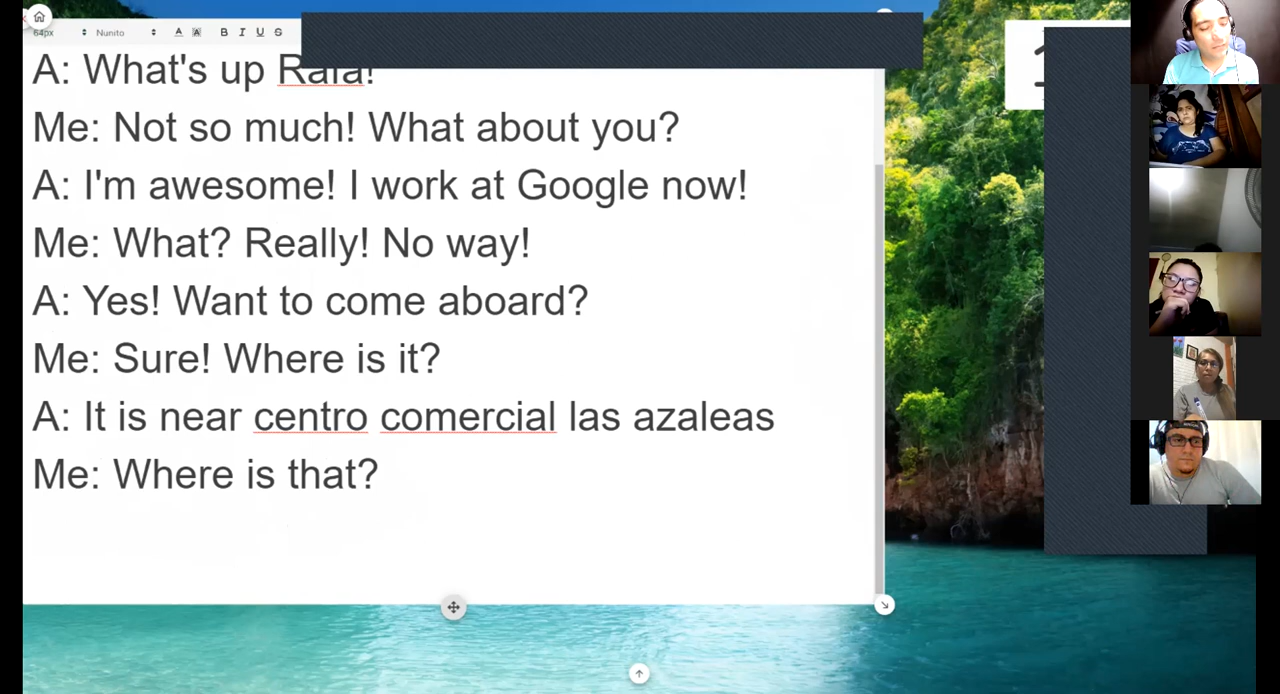 64px Nunito A A B I U S
A: What's up Rafa!
Me: Not so much! What about you?
A: I'm awesome! I work at Google now!
Me: What? Really! No way!
A: Yes! Want to come aboard?
Me: Sure! Where is it?
A: It is near centro comercial las azaleas
Me: Where is that?